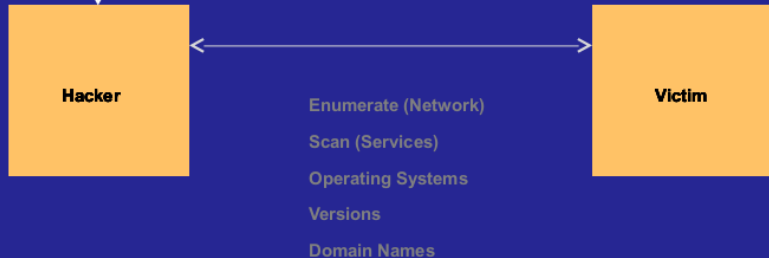 Hacker
Victim
Enumerate (Network)
Scan (Services)
Operating Systems
Versions
Domain Names